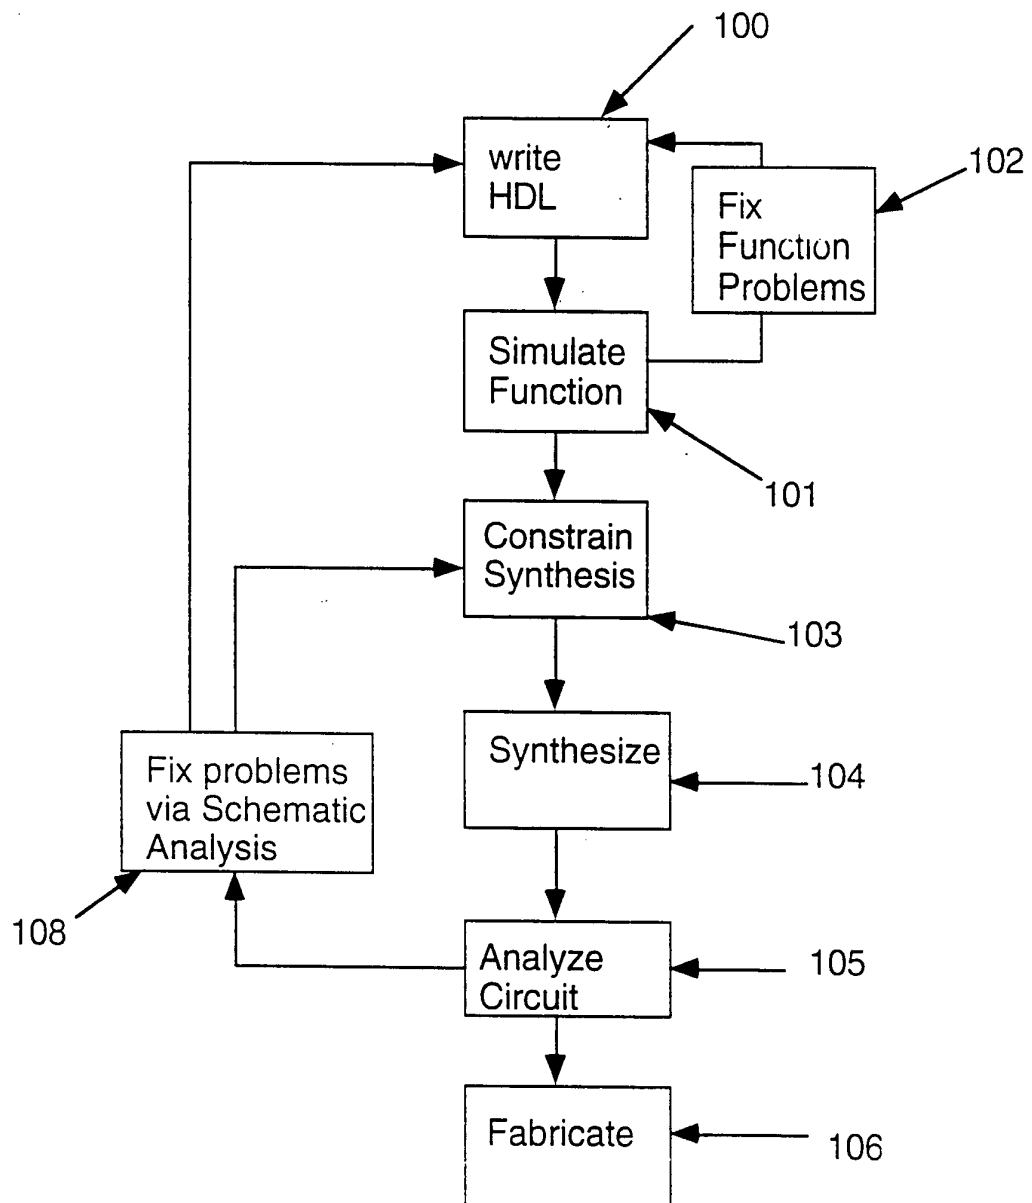 100
write
HDL
102
Fix
Function
Problems
Simulate
Function
101
Constrain
Synthesis
103
Synthesize
104
Fix problems
via Schematic
Analysis
108
Analyze
Circuit
105
Fabricate
106